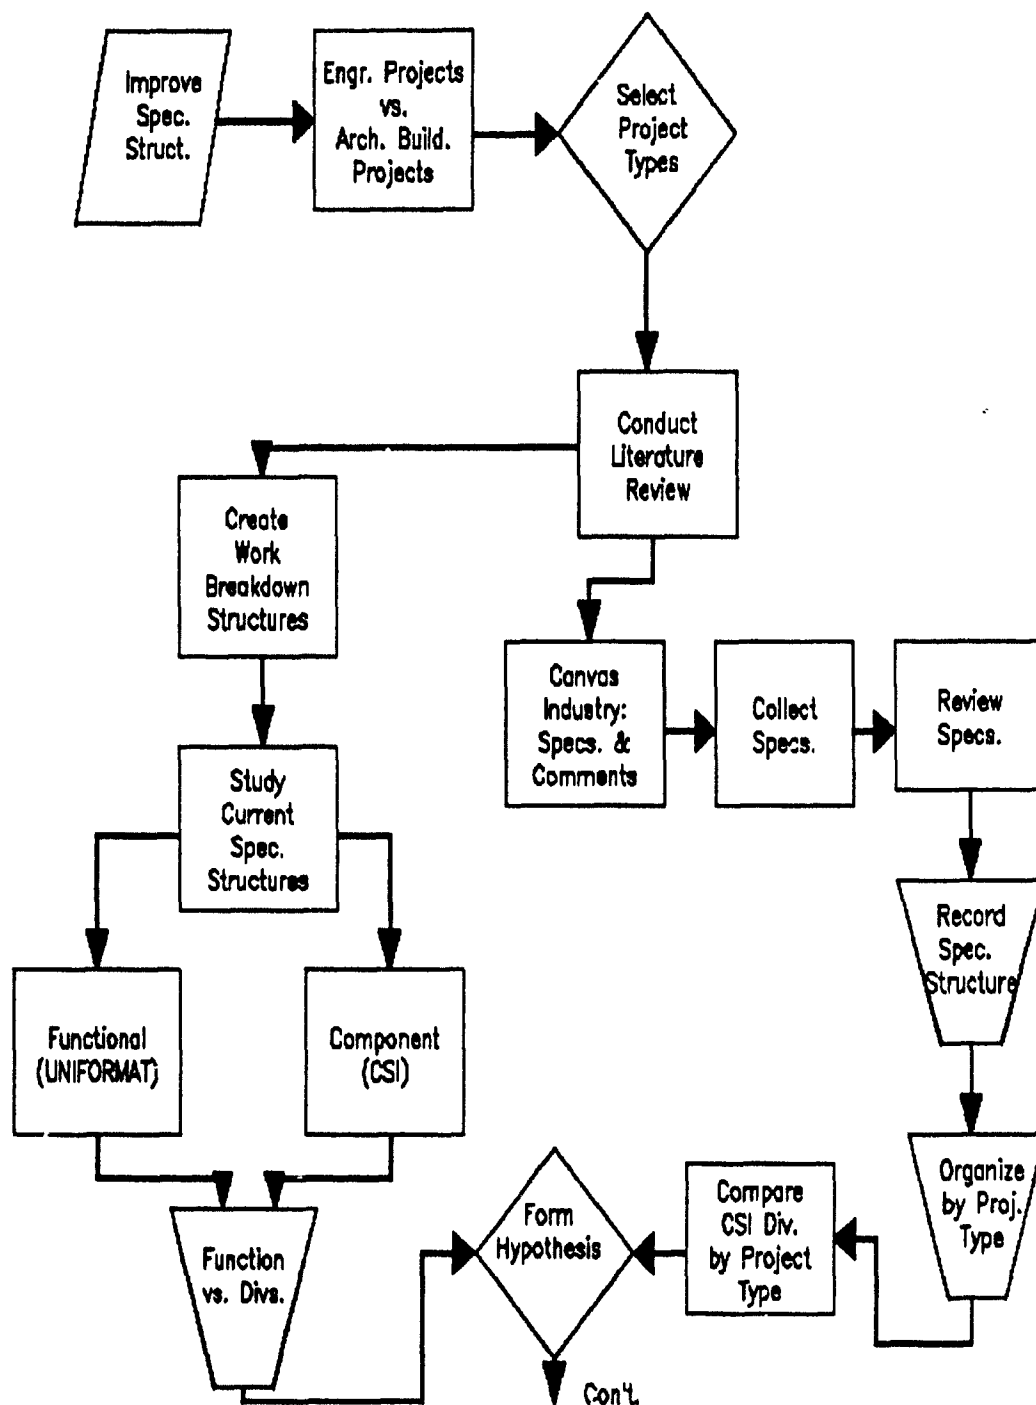 Improve
Spec.
Struct.
Engr. Projects
vs.
Arch. Build.
Projects
Select
Project
Types
Conduct
Literature
Review
Create
Work
Breakdown
Structures
Canvas
Industry:
Specs. &
Comments
Collect
Specs.
Review
Specs.
Study
Current
Spec.
Structures
Record
Spec.
Structure
Functional
(UNIFORMAT)
Component
(CSI)
Organize
by Proj.
Type
Compare
CSI Div.
by Project
Type
Form
Hypothesis
Function
vs. Divs.
Con't.